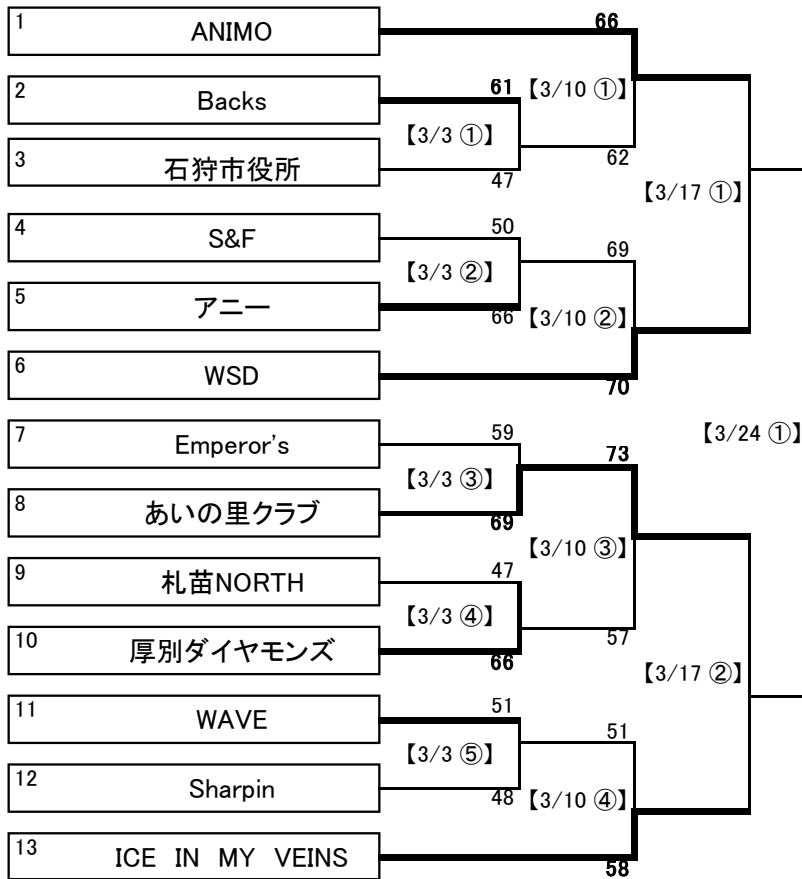 1 ANIMO
66
2 Backs
61
【3/10 ①】
【3/3 ①】
3 石狩市役所
47
62
【3/17 ①】
4 S&F
50
69
【3/3 ②】
5 アニー
66
【3/10 ②】
6 WSD
70
7 Emperor's
59
73
【3/24 ①】
【3/3 ③】
8 あいの里クラブ
69
【3/10 ③】
9 札苗NORTH
47
【3/3 ④】
10 厚別ダイヤモンズ
66
57
【3/17 ②】
11 WAVE
51
51
【3/3 ⑤】
12 Sharpin
48
【3/10 ④】
13 ICE IN MY VEINS
58